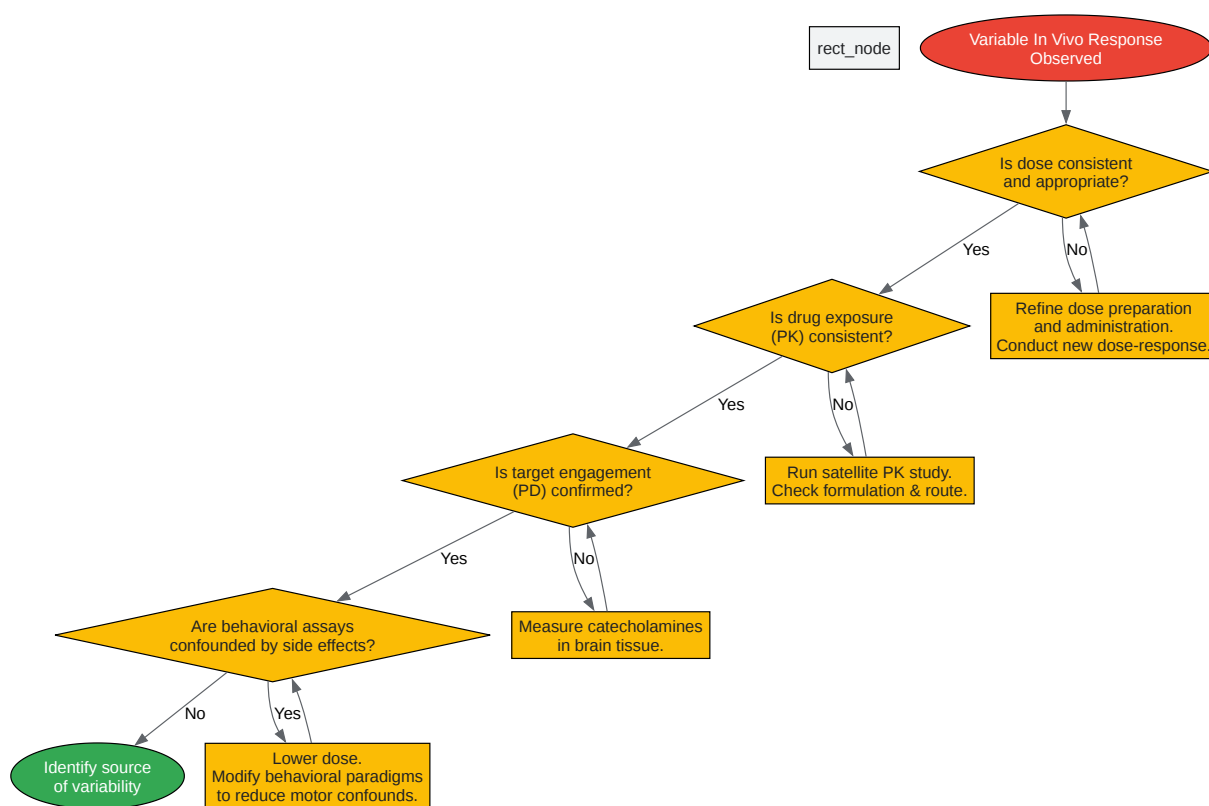 rect_node
Variable In Vivo Response
Observed
Is dose consistent
and appropriate?
Yes
No
Refine dose preparation
and administration.
Conduct new dose-response.
Is drug exposure
(PK) consistent?
Yes
No
Run satellite PK study.
Check formulation & route.
Is target engagement
(PD) confirmed?
Yes
No
Measure catecholamines
in brain tissue.
Are behavioral assays
confounded by side effects?
No
Yes
Identify source
of variability
Lower dose.
Modify behavioral paradigms
to reduce motor confounds.